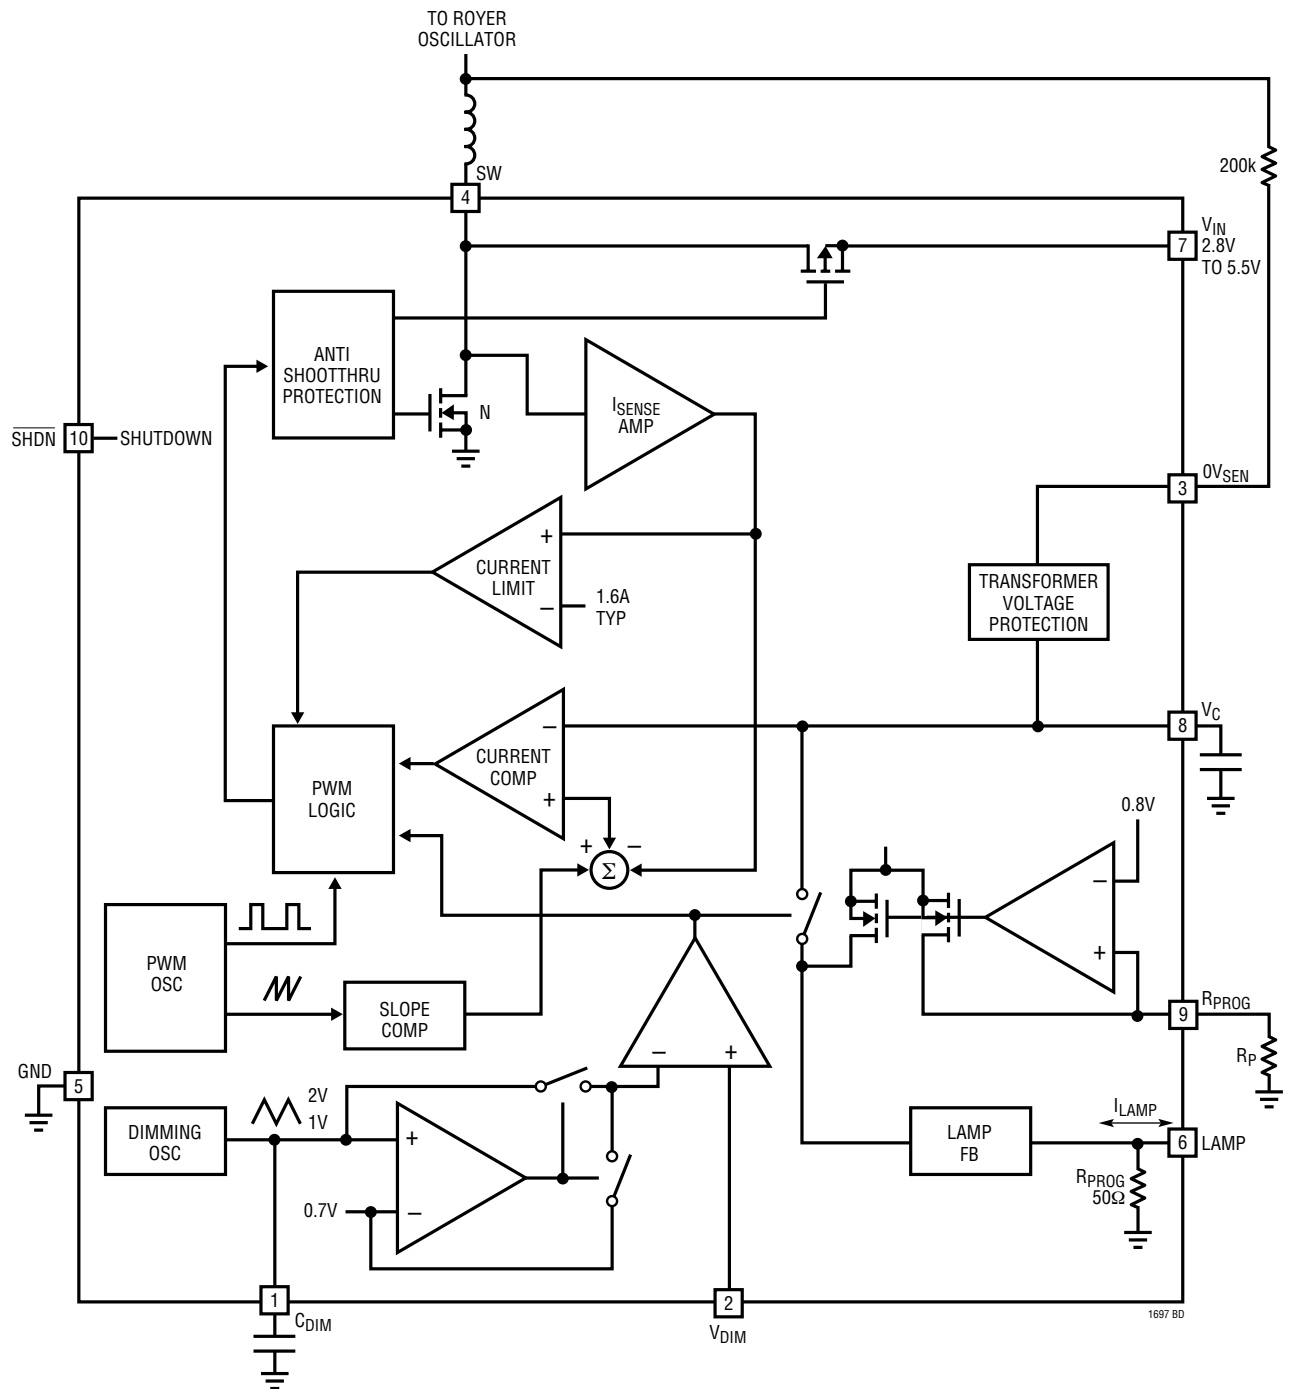 TO ROYER
OSCILLATOR
200k
SW
4
VIN
7
2.8V
TO 5.5V
ANTI
SHOOTTHRU
PROTECTION
N
ISENSE
AMP
SHDN
10
SHUTDOWN
0VSEN
3
+
CURRENT
LIMIT
–
1.6A
TYP
TRANSFORMER
VOLTAGE
PROTECTION
VC
8
–
CURRENT
COMP
+
PWM
LOGIC
0.8V
+
–
Σ
–
+
PWM
OSC
SLOPE
COMP
RPROG
9
RP
–
+
GND
5
2V
1V
DIMMING
OSC
+
–
0.7V
LAMP
FB
ILAMP
6
LAMP
RPROG
50Ω
1
CDIM
2
VDIM
1697 BD